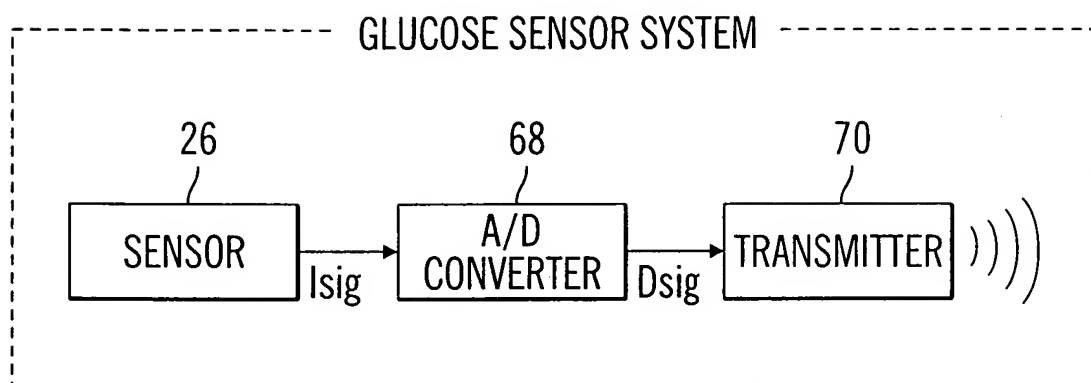 GLUCOSE SENSOR SYSTEM
26
68
70
SENSOR
Isig
A/D
CONVERTER
Dsig
TRANSMITTER